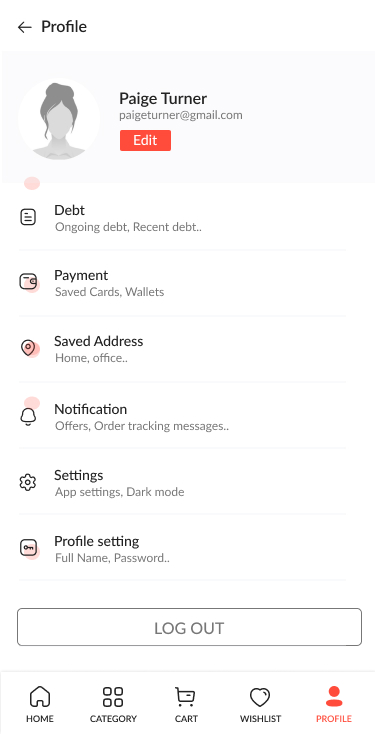 Profile
Paige Turner
paigeturner@gmail.com
Edit
Debt
Ongoing debt, Recent debt..
Payment
Saved Cards, Wallets
Saved Address
Home, office..
Notification
Offers, Order tracking messages..
Settings
App settings, Dark mode
Profile setting
Full Name, Password..
LOG OUT
HOME CATEGORY CART WISHLIST PROFILE